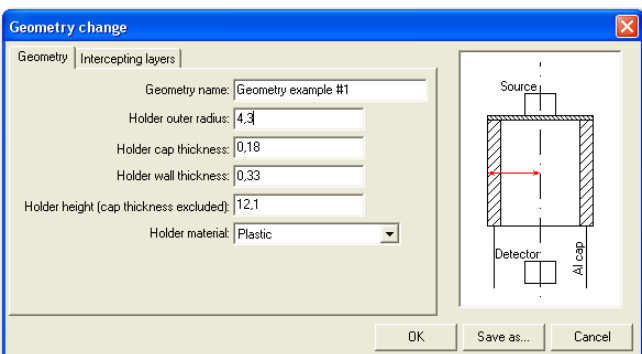 Geometry change
Geometry Intercepting layers
Geometry name: Geometry example #1
Holder outer radius: 4,3
Holder cap thickness: 0,18
Holder wall thickness: 0,33
Holder height (cap thickness excluded): 12,1
Holder material: Plastic
Source
Detector
Al cap
OK Save as... Cancel